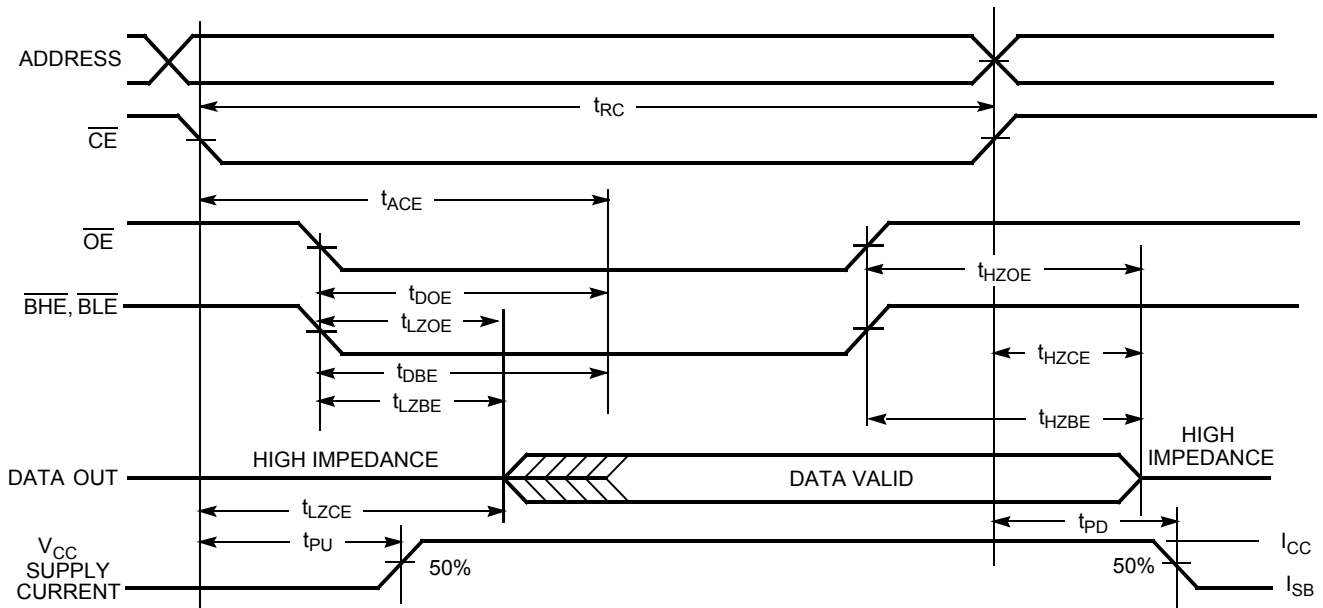 ADDRESS
tRC
CE
tACE
OE
tHZOE
tDOE
BHE, BLE
tLZOE
tHZCE
tDBE
tLZBE
tHZBE
HIGH IMPEDANCE
HIGH
IMPEDANCE
DATA OUT
DATA VALID
tLZCE
tPD
tPU
VCC
SUPPLY
CURRENT
50%
50%
ICC
ISB